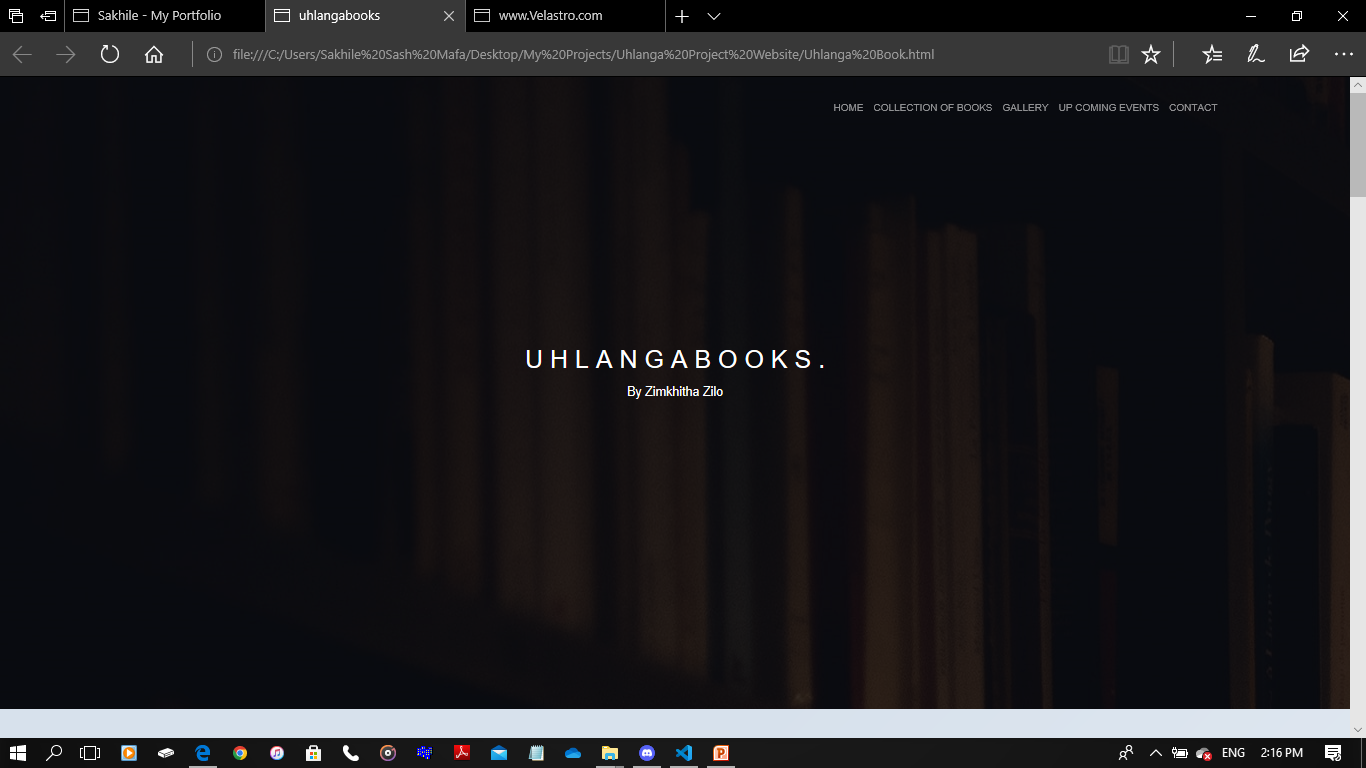 Sakhile - My Portfolio
uhlangabooks
www.Velastro.com
file:///C:/Users/Sakhile%20Sash%20Mafa/Desktop/My%20Projects/Uhlanga%20Project%20Website/Uhlanga%20Book.html
HOME COLLECTION OF BOOKS GALLERY UP COMING EVENTS CONTACT
UHLANGABOOKS.
By Zimkhitha Zilo
ENG 2:16 PM